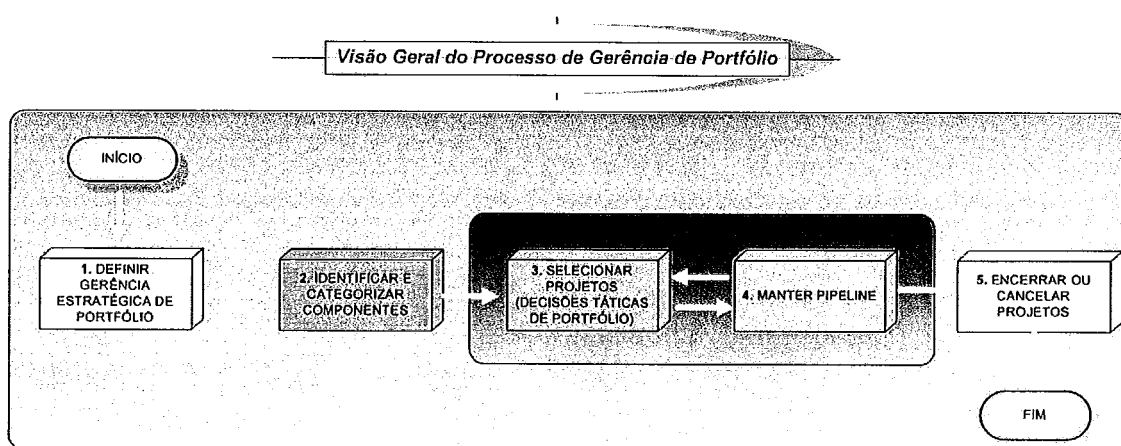 Visão Geral do Processo de Gerência de Portfólio
INÍCIO
1. DEFINIR
GERÊNCIA
ESTRATÉGICA DE
PORTFÓLIO
2. IDENTIFICAR E
CATEGORIZAR
COMPONENTES
3. SELECIONAR
PROJETOS
(DECISÕES TÁTICAS
DE PORTFÓLIO)
4. MANTER PIPELINE
5. ENCERRAR OU
CANCELAR
PROJETOS
FIM